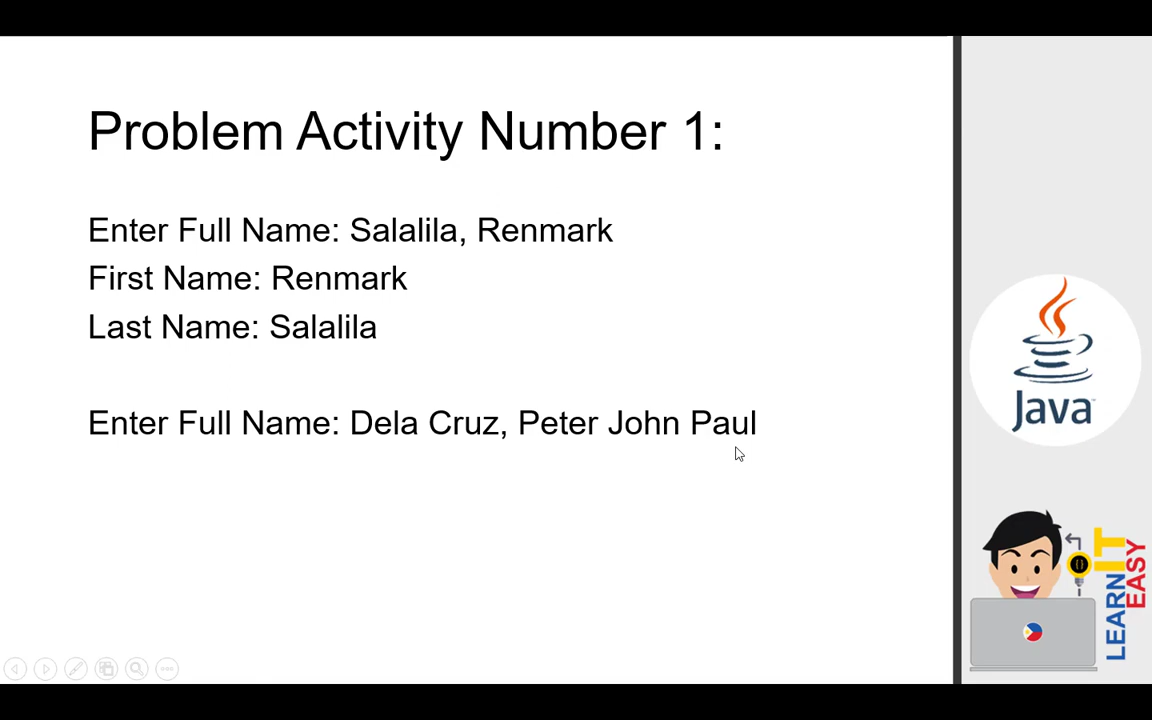 Problem Activity Number 1:
Enter Full Name: Salalila, Renmark
First Name: Renmark
Last Name: Salalila
Enter Full Name: Dela Cruz, Peter John Paul
Java
LEARN IT
EASY